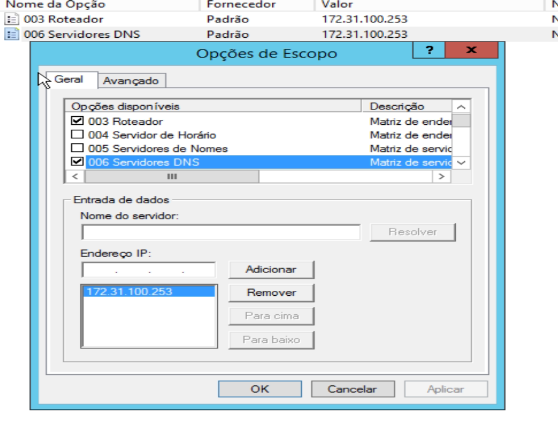 Nome da Opção Fornecedor Valor N
003 Roteador Padrão 172.31.100.253 N
006 Servidores DNS Padrão 172.31.100.253 N
Opções de Escopo ? x
Geral Avançado
Opções disponíveis Descrição
003 Roteador Matriz de ender
004 Servidor de Horário Matriz de ender
005 Servidores de Nomes Matriz de servic
006 Servidores DNS Matriz de servic
Entrada de dados
Nome do servidor:
Resolver
Endereço IP:
. . . Adicionar
172.31.100.253 Remover
Para cima
Para baixo
OK Cancelar Aplicar